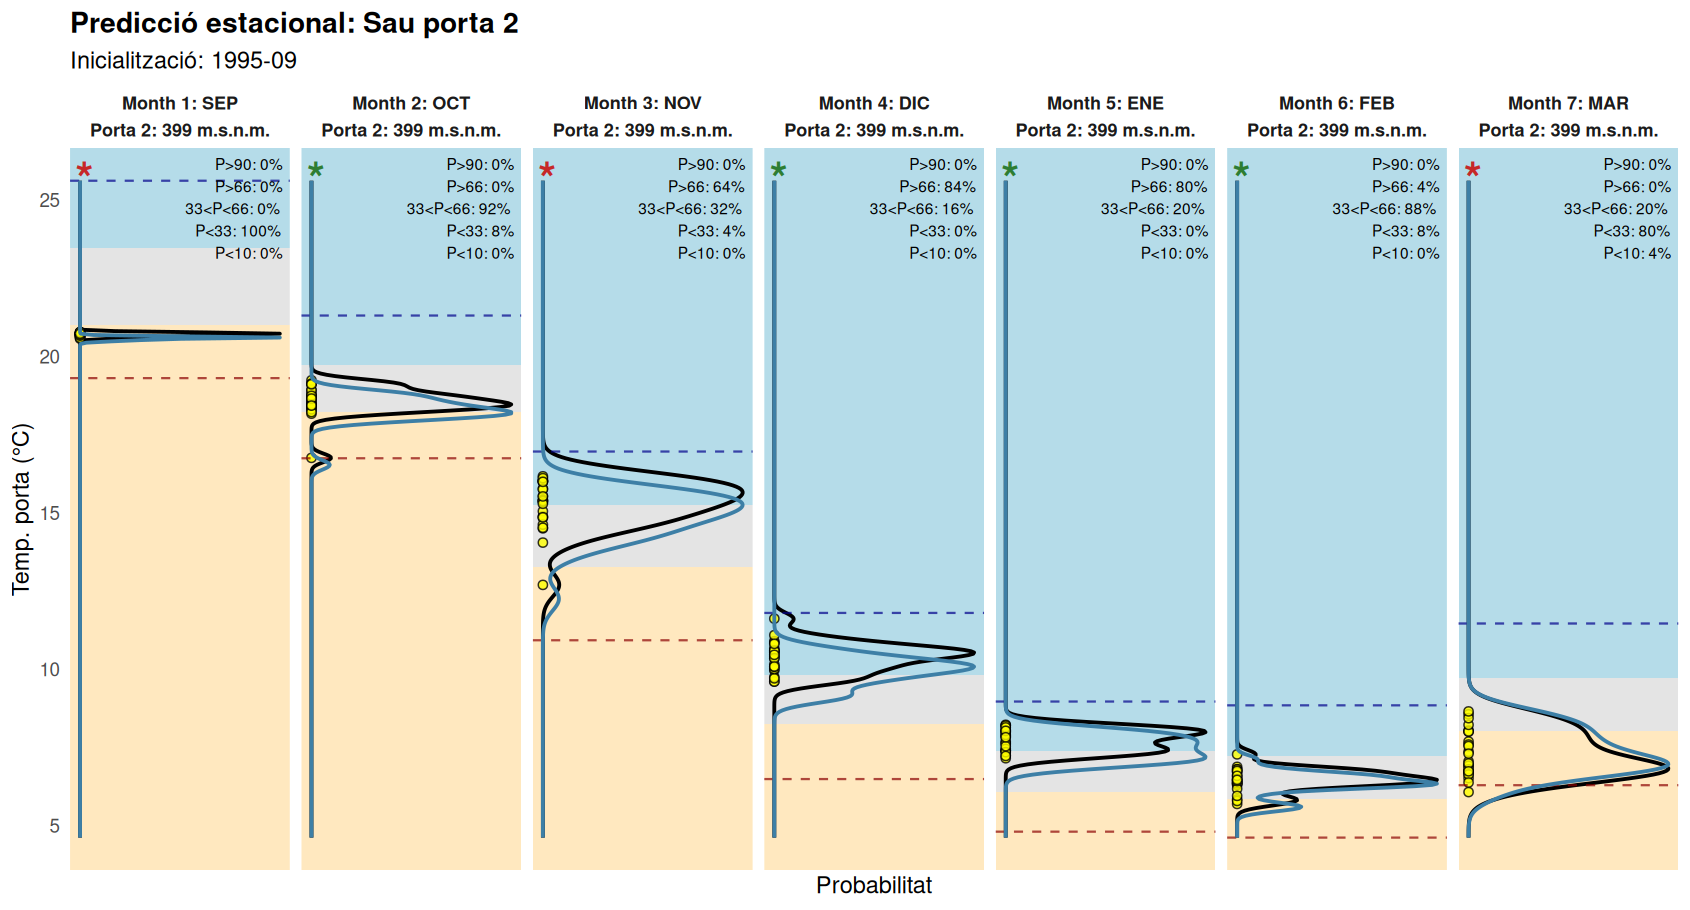 Predicció estacional: Sau porta 2
Inicialització: 1995-09
Month 1: SEP
Porta 2: 399 m.s.n.m.
Month 2: OCT
Porta 2: 399 m.s.n.m.
Month 3: NOV
Porta 2: 399 m.s.n.m.
Month 4: DIC
Porta 2: 399 m.s.n.m.
Month 5: ENE
Porta 2: 399 m.s.n.m.
Month 6: FEB
Porta 2: 399 m.s.n.m.
Month 7: MAR
Porta 2: 399 m.s.n.m.
*
P>90: 0%
P>66: 0%
33<P<66: 0%
P<33: 100%
P<10: 0%
*
P>90: 0%
P>66: 0%
33<P<66: 92%
P<33: 8%
P<10: 0%
*
P>90: 0%
P>66: 64%
33<P<66: 32%
P<33: 4%
P<10: 0%
*
P>90: 0%
P>66: 84%
33<P<66: 16%
P<33: 0%
P<10: 0%
*
P>90: 0%
P>66: 80%
33<P<66: 20%
P<33: 0%
P<10: 0%
*
P>90: 0%
P>66: 4%
33<P<66: 88%
P<33: 8%
P<10: 0%
*
P>90: 0%
P>66: 0%
33<P<66: 20%
P<33: 80%
P<10: 4%
25
20
15
10
5
Temp. porta (°C)
Probabilitat